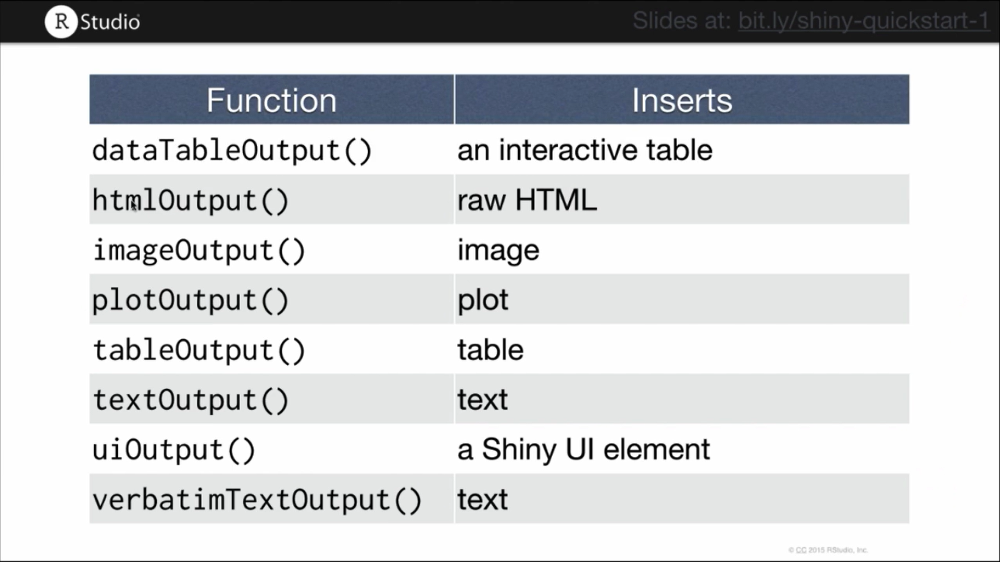 R Studio
Slides at: bit.ly/shiny-quickstart-1
Function Inserts
dataTableOutput() an interactive table
htmlOutput() raw HTML
imageOutput() image
plotOutput() plot
tableOutput() table
textOutput() text
uiOutput() a Shiny UI element
verbatimTextOutput() text
© CC 2015 RStudio, Inc.